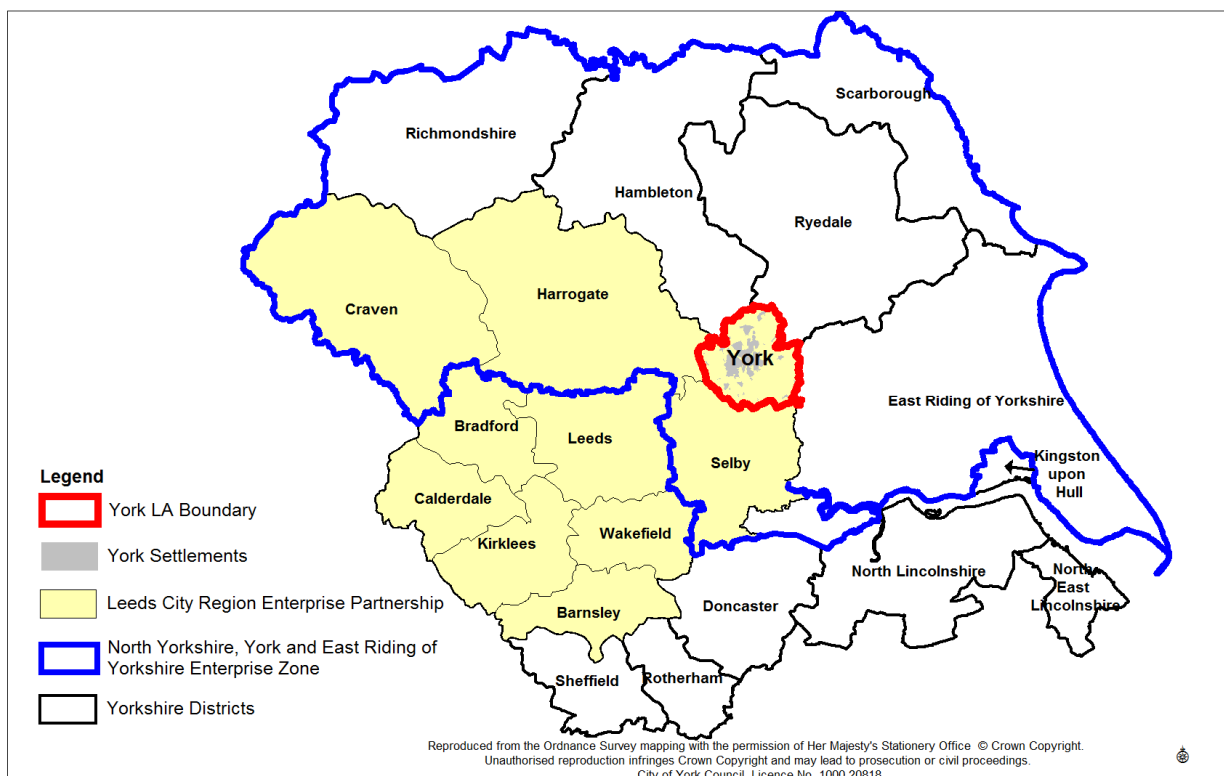 Scarborough
Richmondshire
Hambleton
Ryedale
Harrogate
Craven
York
East Riding of Yorkshire
Bradford
Leeds
Selby
Kingston
upon
Hull
Calderdale
Wakefield
Kirklees
North Lincolnshire
North
East
Lincolnshire
Barnsley
Doncaster
Sheffield
Rotherham
Legend
York LA Boundary
York Settlements
Leeds City Region Enterprise Partnership
North Yorkshire, York and East Riding of
Yorkshire Enterprise Zone
Yorkshire Districts
Reproduced from the Ordnance Survey mapping with the permission of Her Majesty's Stationery Office © Crown Copyright.
Unauthorised reproduction infringes Crown Copyright and may lead to prosecution or civil proceedings.
City of York Council, Licence No. 1000 20818